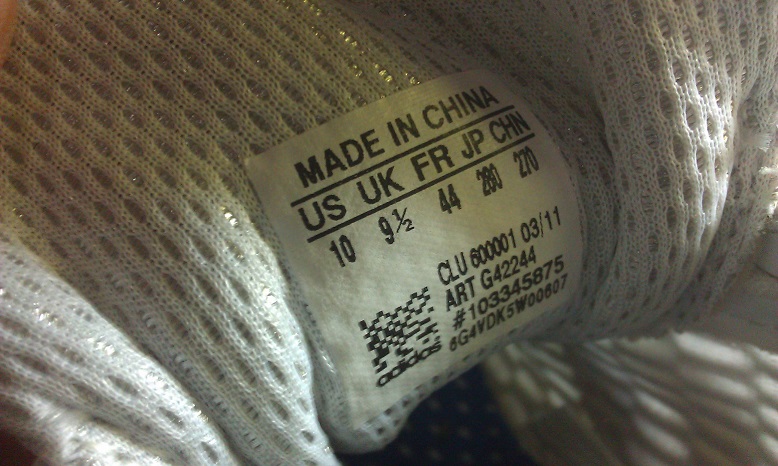 MADE IN CHINA
US UK FR JP CHN
10 9½ 44 280 270
CLU 600001 03/11
ART G42244
#103345875
6G4VDK5W00607
adidas